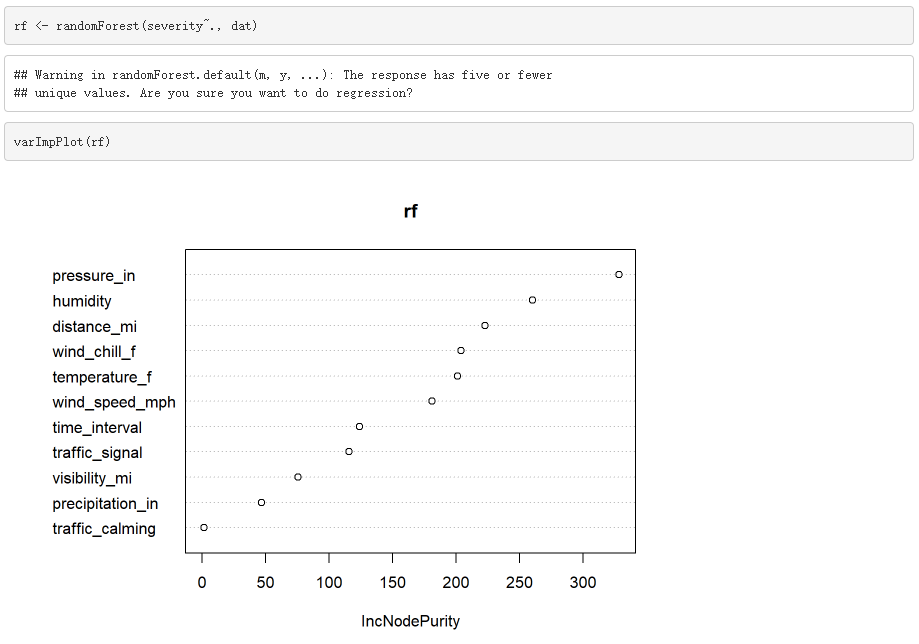 rf <- randomForest(severity~., dat)
## Warning in randomForest.default(m, y, ...): The response has five or fewer
## unique values. Are you sure you want to do regression?
varImpPlot(rf)
rf
pressure_in
humidity
distance_mi
wind_chill_f
temperature_f
wind_speed_mph
time_interval
traffic_signal
visibility_mi
precipitation_in
traffic_calming
0 50 100 150 200 250 300
IncNodePurity